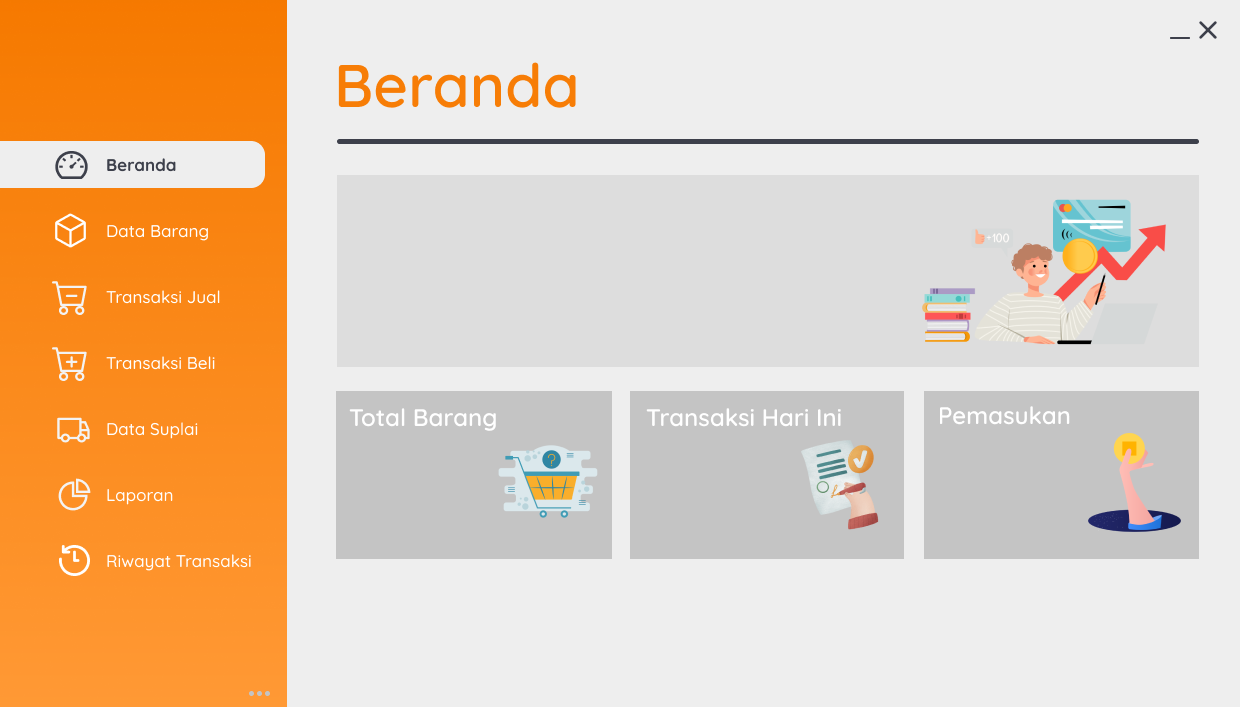 Beranda
Beranda
Data Barang
Transaksi Jual
Transaksi Beli
Data Suplai
Laporan
Riwayat Transaksi
+100
Total Barang
Transaksi Hari Ini
Pemasukan
?